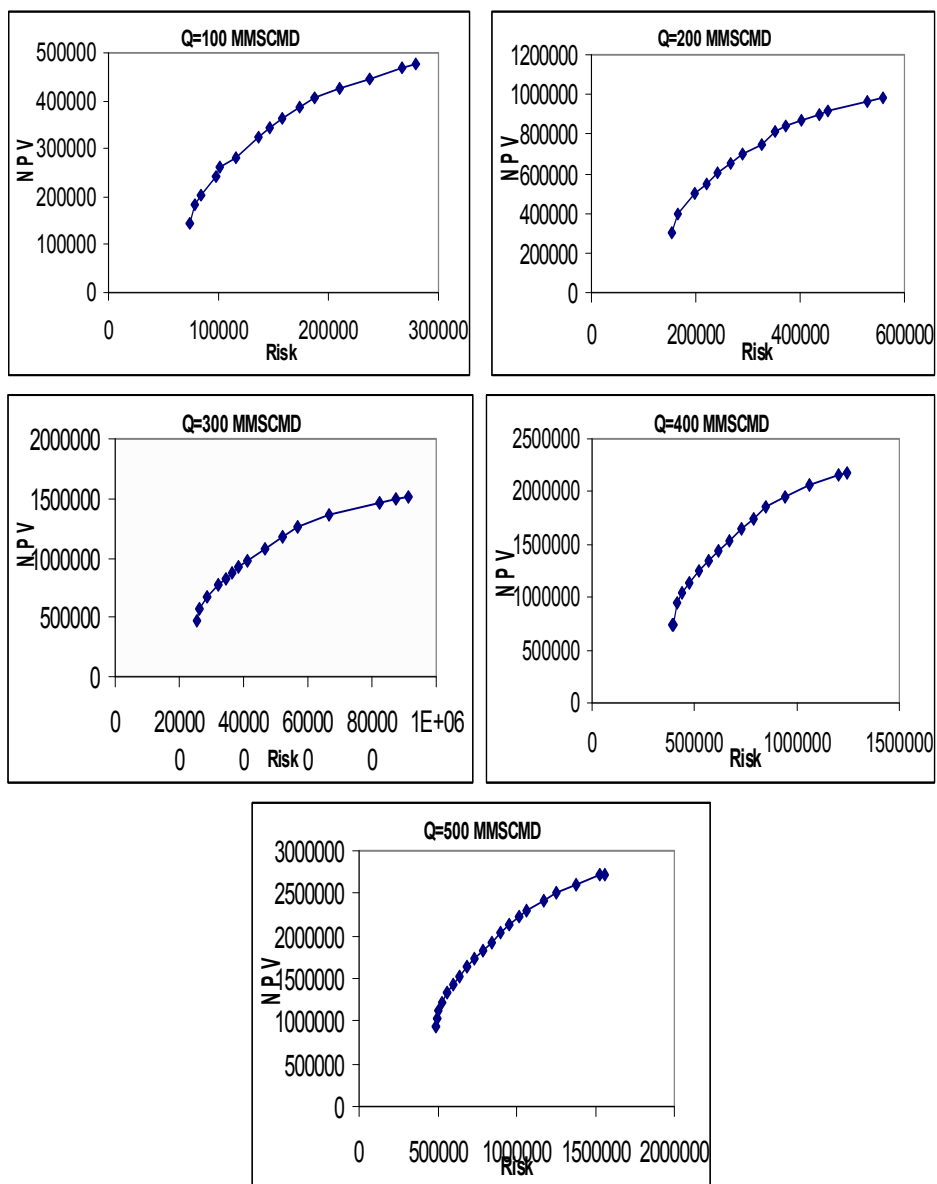 Q=100 MMSCMD
500000
400000
300000
200000
100000
0
N P V
0 100000 200000 300000
Risk
Q=200 MMSCMD
1200000
1000000
800000
600000
400000
200000
0
N P V
0 200000 400000 600000
Risk
Q=300 MMSCMD
2000000
1500000
1000000
500000
0
N P V
0 20000 40000 60000 80000 1E+06
0 0 Risk 0 0
Q=400 MMSCMD
2500000
2000000
1500000
1000000
500000
0
N P V
0 500000 1000000 1500000
Risk
Q=500 MMSCMD
3000000
2500000
2000000
1500000
1000000
500000
0
N P V
0 500000 1000000 1500000 2000000
Risk